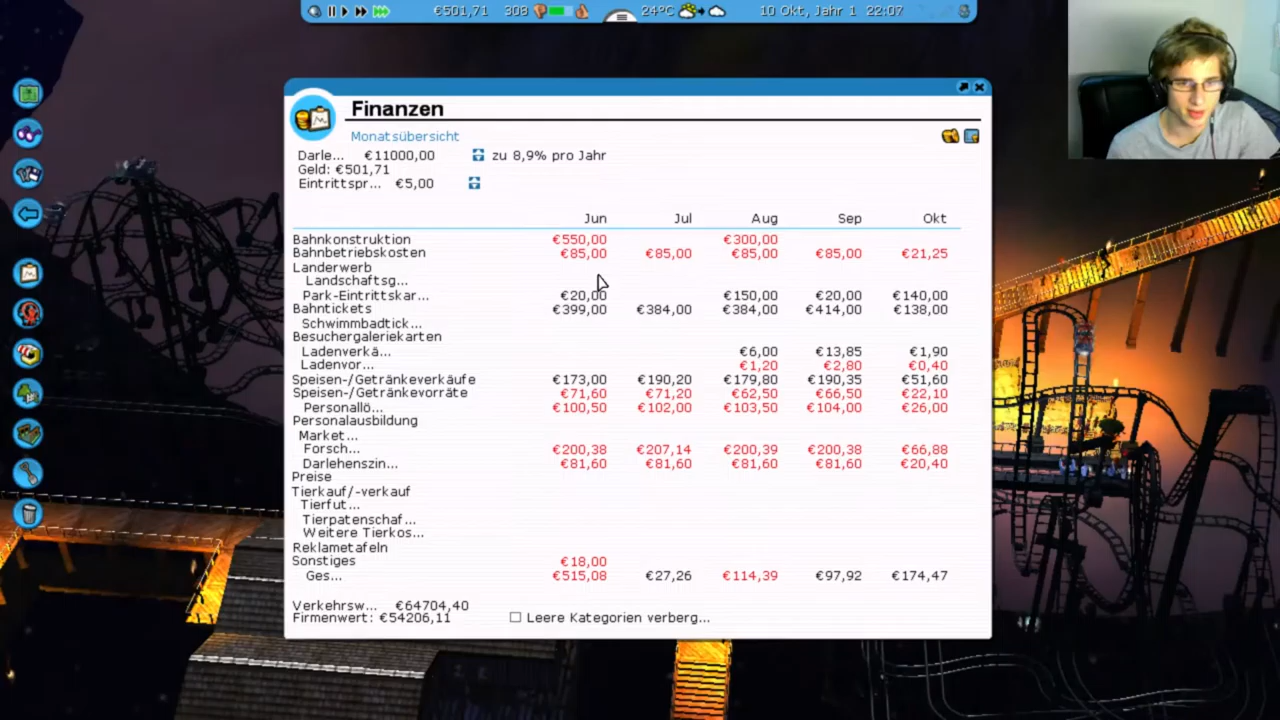 €501,71 308 24°C 10 Okt, Jahr 1 22:07
Finanzen
Monatsübersicht
Darle... €11000,00 zu 8,9% pro Jahr
Geld: €501,71
Eintrittspr... €5,00
Jun Jul Aug Sep Okt
Bahnkonstruktion €550,00 €300,00
Bahnbetriebskosten €85,00 €85,00 €85,00 €85,00 €21,25
Landerwerb
Landschaftsg...
Park-Eintrittskar... €20,00 €150,00 €20,00 €140,00
Bahntickets €399,00 €384,00 €384,00 €414,00 €138,00
Schwimmbadtick...
Besuchergaleriekarten
Ladenverkä... €6,00 €13,85 €1,90
Ladenvor... €1,20 €2,80 €0,40
Speisen-/Getränkeverkäufe €173,00 €190,20 €179,80 €190,35 €51,60
Speisen-/Getränkevorräte €71,60 €71,20 €62,50 €66,50 €22,10
Personallö... €100,50 €102,00 €103,50 €104,00 €26,00
Personalausbildung
Market...
Forsch... €200,38 €207,14 €200,39 €200,38 €66,88
Darlehenszin... €81,60 €81,60 €81,60 €81,60 €20,40
Preise
Tierkauf/-verkauf
Tierfut...
Tierpatenschaf...
Weitere Tierkos...
Reklametafeln
Sonstiges €18,00
Ges... €515,08 €27,26 €114,39 €97,92 €174,47
Verkehrsw... €64704,40
Firmenwert: €54206,11 Leere Kategorien verberg...